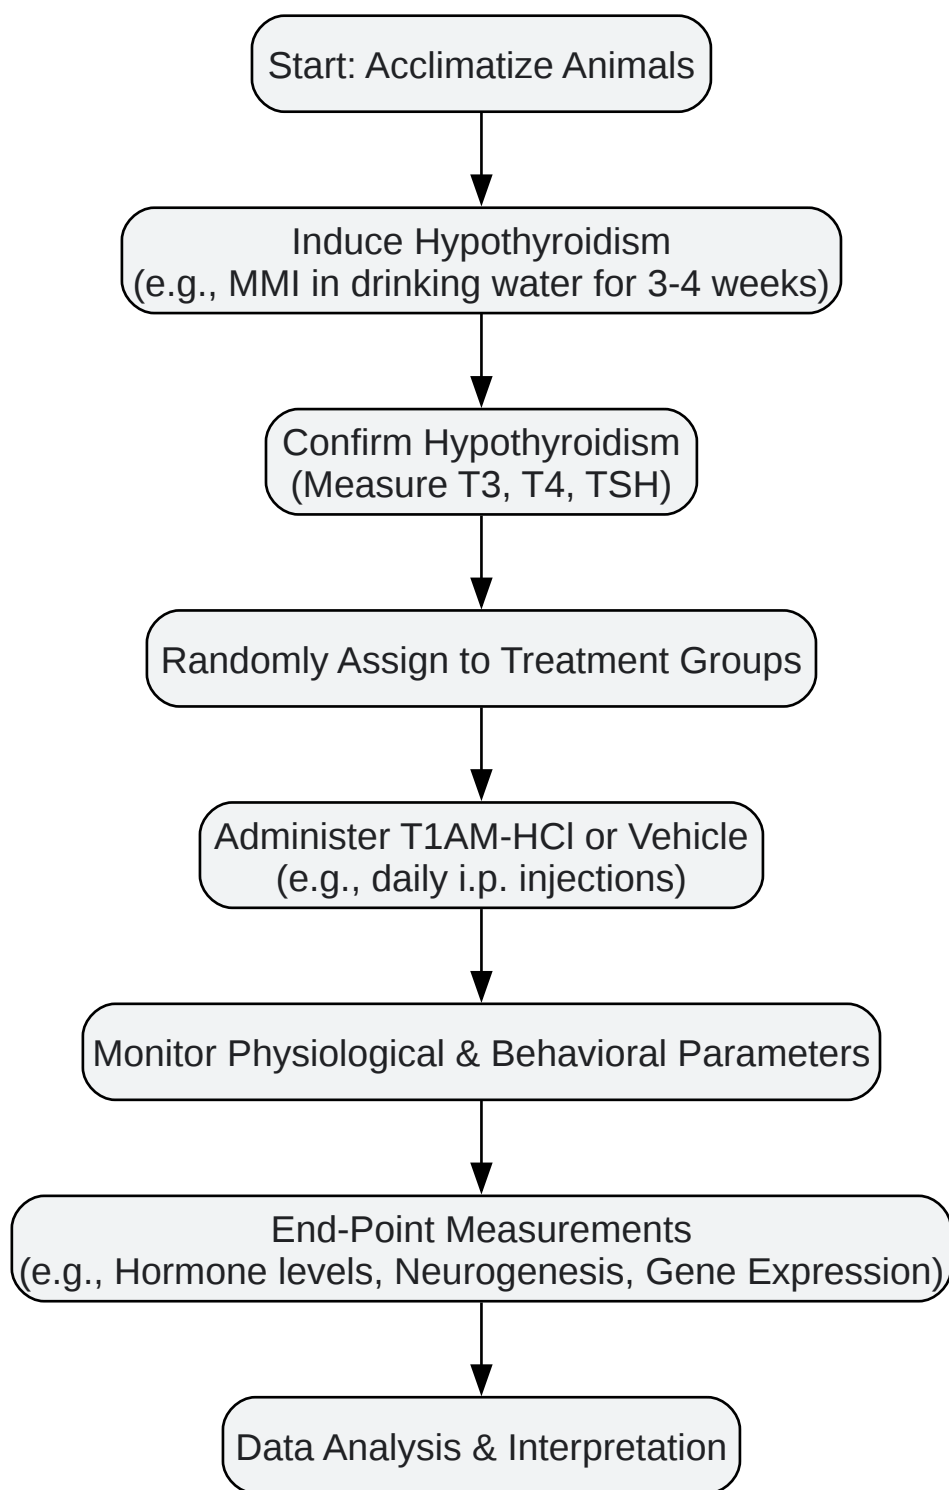 Start: Acclimatize Animals
Induce Hypothyroidism
(e.g., MMI in drinking water for 3-4 weeks)
Confirm Hypothyroidism
(Measure T3, T4, TSH)
Randomly Assign to Treatment Groups
Administer T1AM-HCl or Vehicle
(e.g., daily i.p. injections)
Monitor Physiological & Behavioral Parameters
End-Point Measurements
(e.g., Hormone levels, Neurogenesis, Gene Expression)
Data Analysis & Interpretation